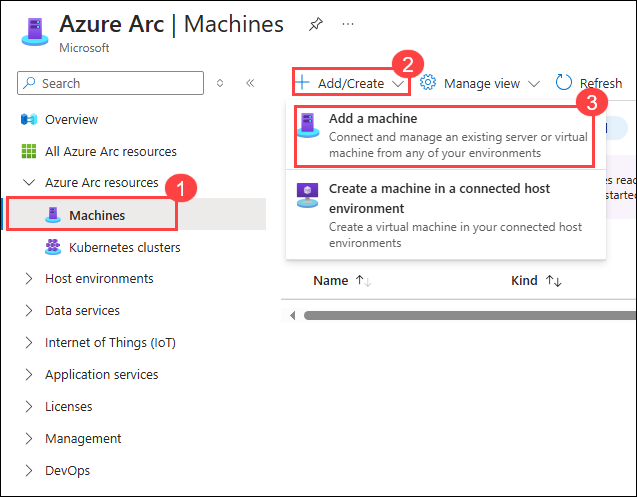 Azure Arc | Machines
Microsoft
Search
2
Add/Create
Manage view
Refresh
3
Overview
Add a machine
Connect and manage an existing server or virtual
machine from any of your environments
All Azure Arc resources
Azure Arc resources
1
Create a machine in a connected host
environment
Create a virtual machine in your connected host
environments
es reac
started
Machines
Kubernetes clusters
Host environments
Name
Kind
Data services
Internet of Things (IoT)
Application services
Licenses
Management
DevOps